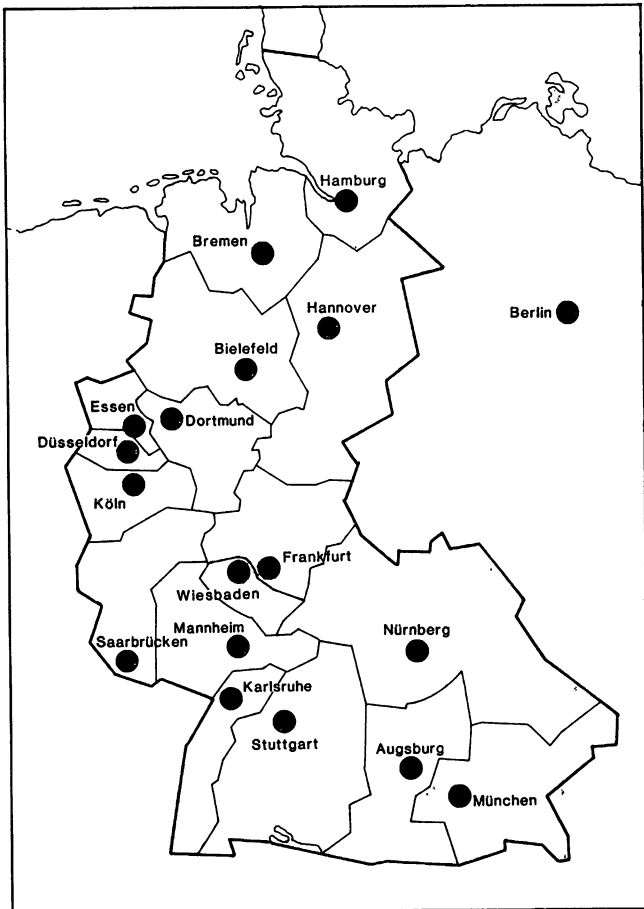 Hamburg
Bremen
Hannover
Berlin
Bielefeld
Essen
Dortmund
Düsseldorf
Köln
Frankfurt
Wiesbaden
Mannheim
Saarbrücken
Nürnberg
Karlsruhe
Stuttgart
Augsburg
München